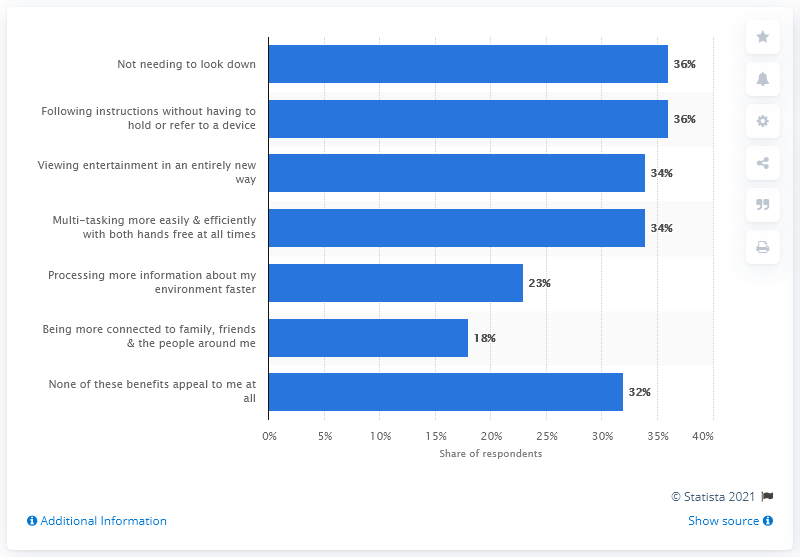 Not needing to look down
36%
Following instructions without having to
hold or refer to a device
36%
Viewing entertainment in an entirely new
way
34%
Multi-tasking more easily & efficiently
with both hands free at all times
34%
Processing more information about my
environment faster
23%
Being more connected to family, friends
& the people around me
18%
None of these benefits appeal to me at
all
32%
0% 5% 10% 15% 20% 25% 30% 35% 40%
Share of respondents
© Statista 2021
Additional Information
Show source